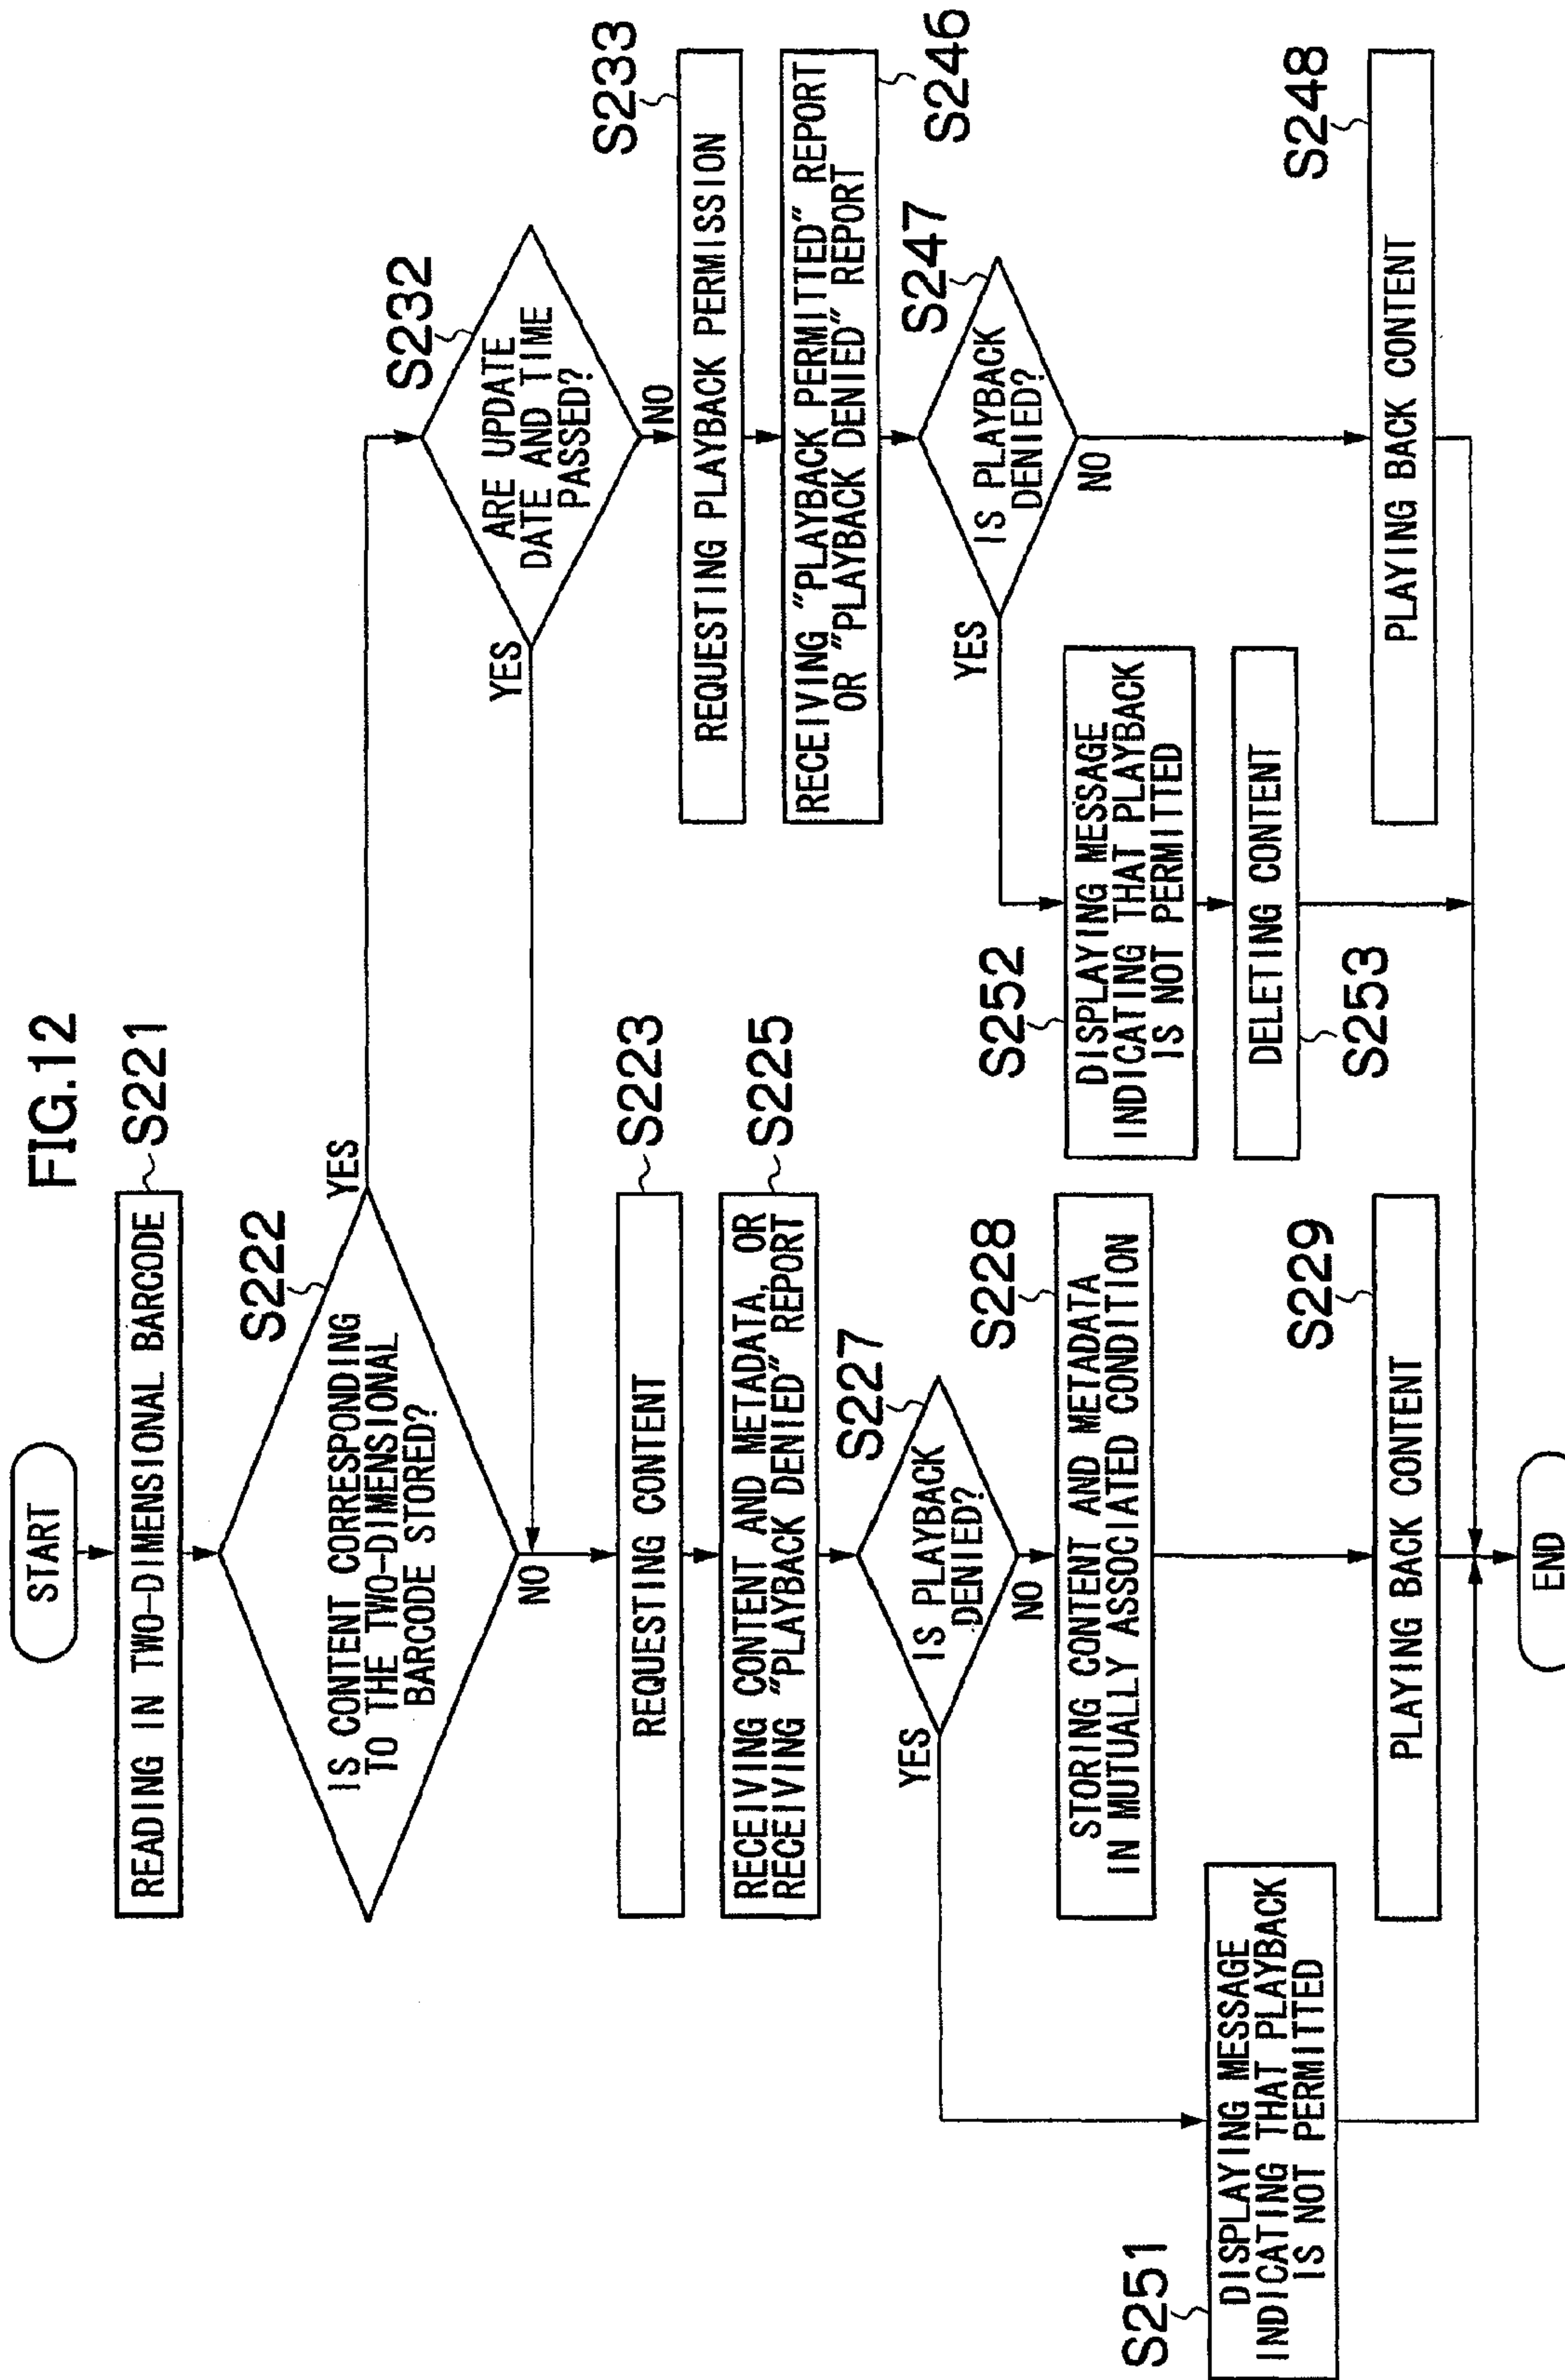 FIG.12
START
READING IN TWO-DIMENSIONAL BARCODE
S221
IS CONTENT CORRESPONDING
TO THE TWO-DIMENSIONAL
BARCODE STORED?
S222
YES
NO
REQUESTING CONTENT
S223
RECEIVING CONTENT AND METADATA, OR
RECEIVING "PLAYBACK DENIED" REPORT
S225
IS PLAYBACK
DENIED?
S227
YES
NO
STORING CONTENT AND METADATA
IN MUTUALLY ASSOCIATED CONDITION
S228
DISPLAYING MESSAGE
INDICATING THAT PLAYBACK
IS NOT PERMITTED
S251
PLAYING BACK CONTENT
S229
END
ARE UPDATE
DATE AND TIME
PASSED?
S232
YES
NO
REQUESTING PLAYBACK PERMISSION
S233
RECEIVING "PLAYBACK PERMITTED" REPORT
OR "PLAYBACK DENIED" REPORT
S246
IS PLAYBACK
DENIED?
S247
YES
NO
DISPLAYING MESSAGE
INDICATING THAT PLAYBACK
IS NOT PERMITTED
S252
DELETING CONTENT
S253
PLAYING BACK CONTENT
S248